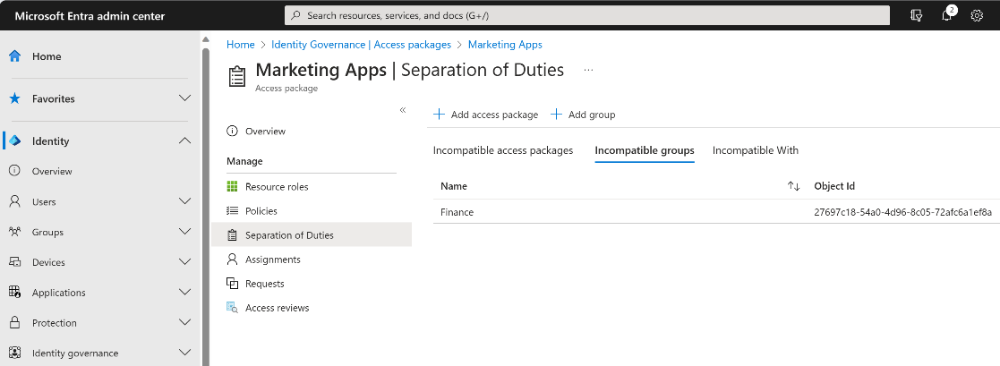 Microsoft Entra admin center
Search resources, services, and docs (G+/)
2
Home
Favorites
Identity
Overview
Users
Groups
Devices
Applications
Protection
Identity governance
Home > Identity Governance | Access packages > Marketing Apps
Marketing Apps | Separation of Duties ...
Access package
«
Overview
Manage
Resource roles
Policies
Separation of Duties
Assignments
Requests
Access reviews
+ Add access package + Add group
Incompatible access packages Incompatible groups Incompatible With
Name ↑↓ Object Id
Finance 27697c18-54a0-4d96-8c05-72afc6a1ef8a